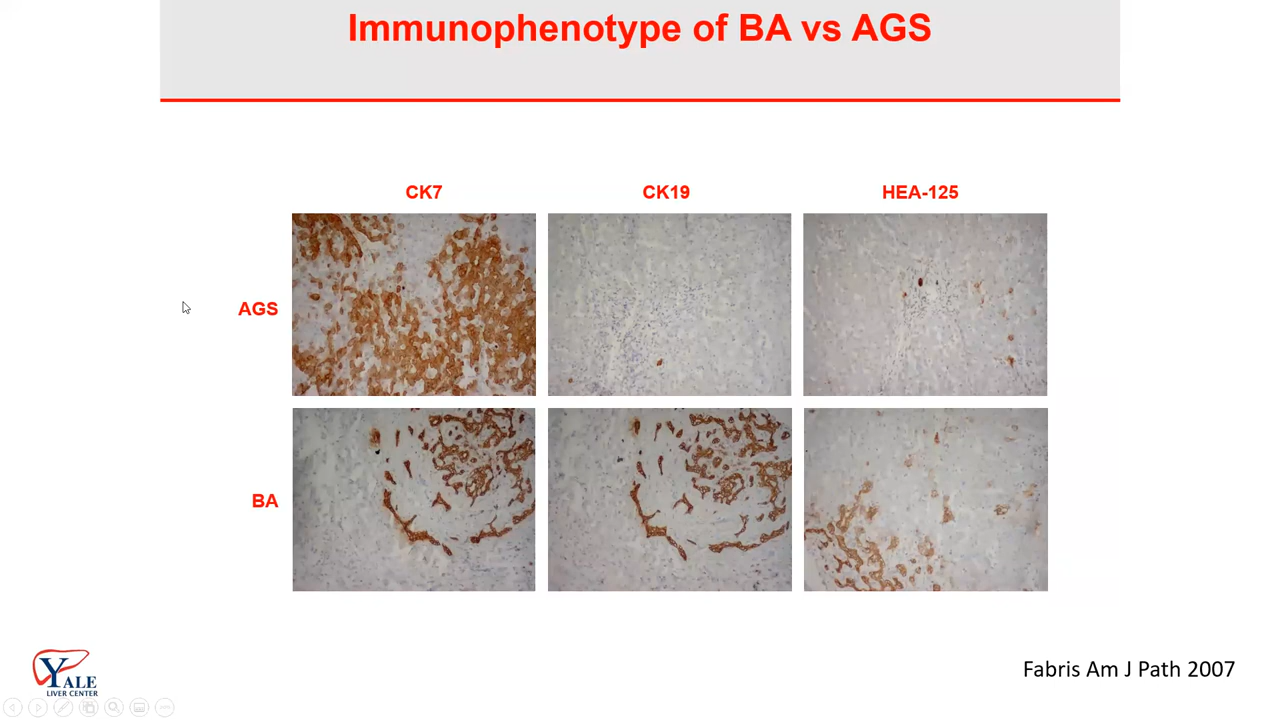 Immunophenotype of BA vs AGS
CK7
CK19
HEA-125
AGS
BA
YALE
LIVER CENTER
Fabris Am J Path 2007